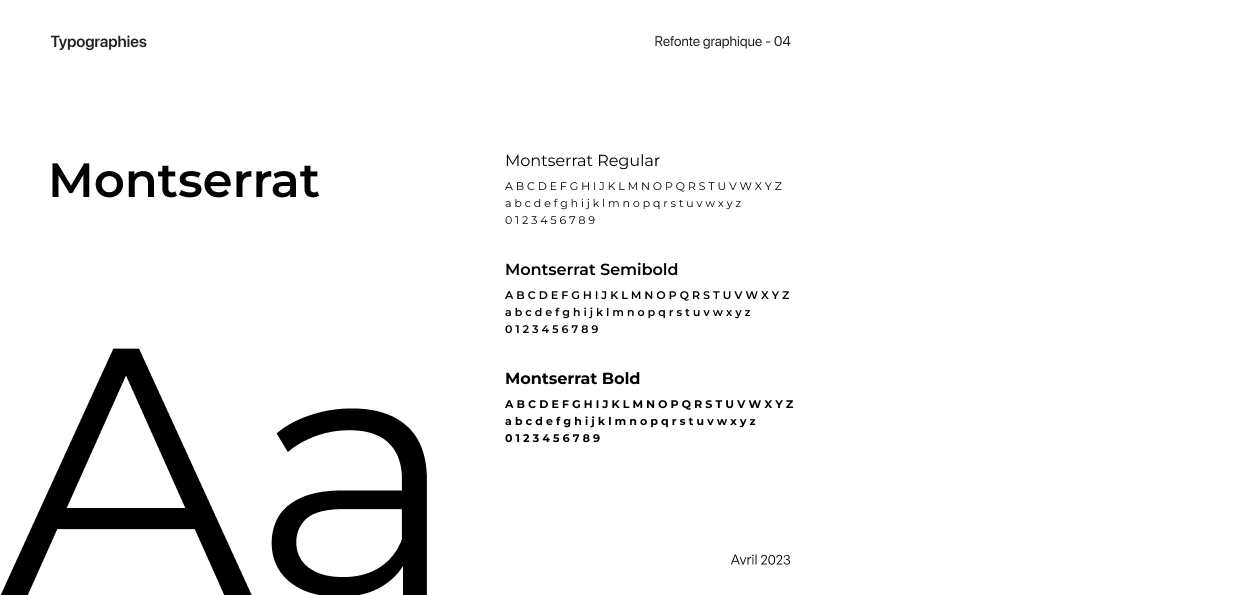 Typographies
Refonte graphique - 04
Montserrat
Aa
Montserrat Regular
A B C D E F G H I J K L M N O P Q R S T U V W X Y Z
a b c d e f g h i j k l m n o p q r s t u v w x y z
0 1 2 3 4 5 6 7 8 9
Montserrat Semibold
A B C D E F G H I J K L M N O P Q R S T U V W X Y Z
a b c d e f g h i j k l m n o p q r s t u v w x y z
0 1 2 3 4 5 6 7 8 9
Montserrat Bold
A B C D E F G H I J K L M N O P Q R S T U V W X Y Z
a b c d e f g h i j k l m n o p q r s t u v w x y z
0 1 2 3 4 5 6 7 8 9
Avril 2023